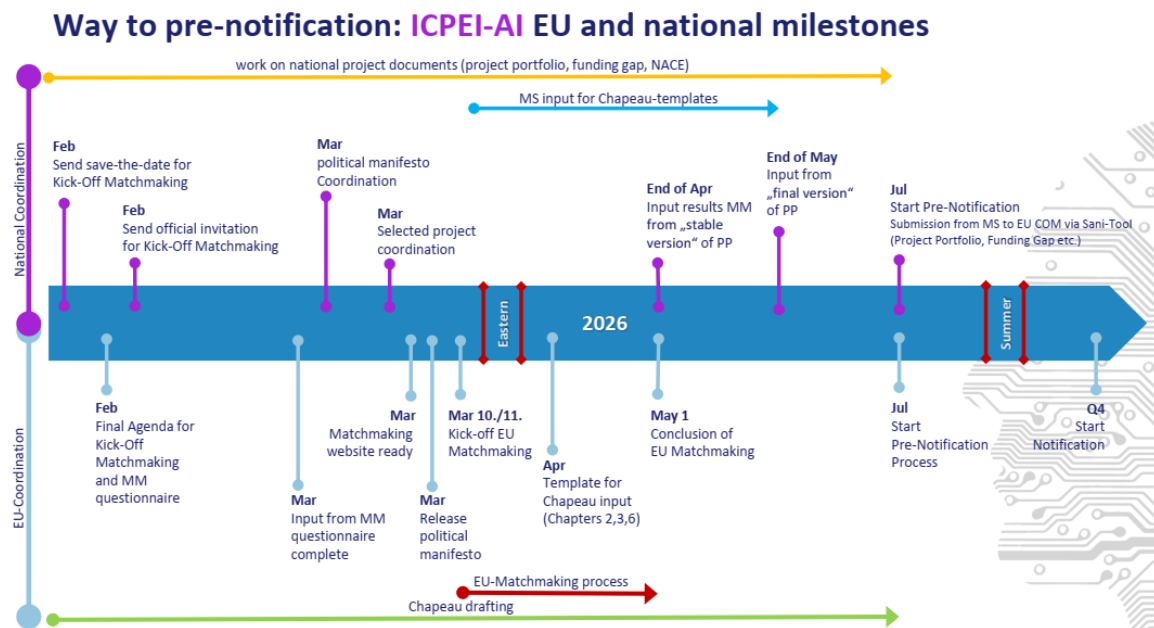 Way to pre-notification: ICPEI-AI EU and national milestones
work on national project documents (project portfolio, funding gap, NACE)
MS input for Chapeau-templates
National Coordination
EU-Coordination
Feb
Send save-the-date for
Kick-Off Matchmaking
Feb
Send official invitation
for Kick-Off Matchmaking
Mar
political manifesto
Coordination
Mar
Selected project
coordination
End of Apr
Input results MM
from „stable
version“ of PP
End of May
Input from
„final version“
of PP
Jul
Start Pre-Notification
Submission from MS to EU COM via Sani-Tool
(Project Portfolio, Funding Gap etc.)
Eastern
2026
Summer
Feb
Final Agenda for
Kick-Off
Matchmaking
and MM
questionnaire
Mar
Input from MM
questionnaire
complete
Mar
Matchmaking
website ready
Mar
Release
political
manifesto
Mar 10./11.
Kick-off EU
Matchmaking
Apr
Template for
Chapeau input
(Chapters 2,3,6)
May 1
Conclusion of
EU Matchmaking
Jul
Start
Pre-Notification
Process
Q4
Start
Notification
EU-Matchmaking process
Chapeau drafting